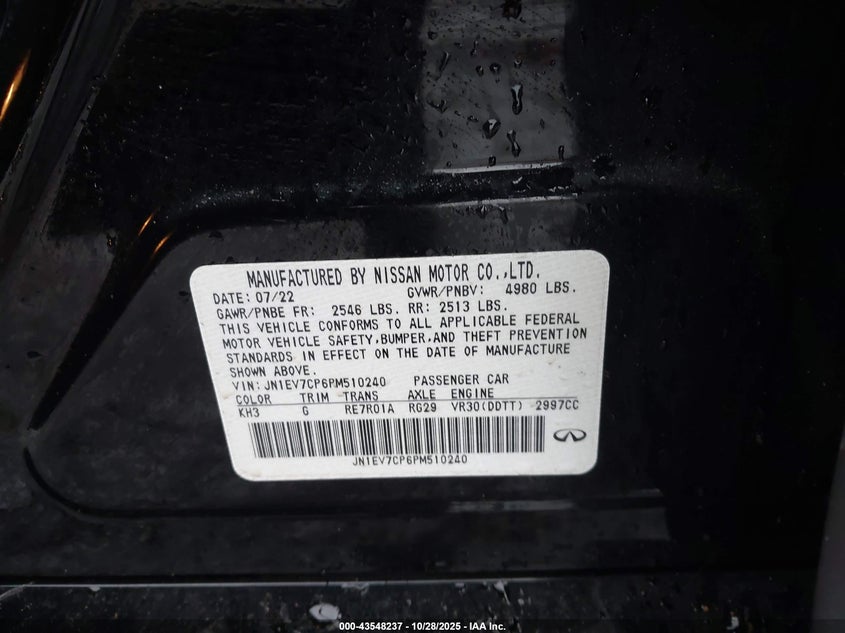 MANUFACTURED BY NISSAN MOTOR CO.,LTD.
DATE: 07/22 GVWR/PNBV: 4980 LBS.
GAWR/PNBE FR: 2546 LBS. RR: 2513 LBS.
THIS VEHICLE CONFORMS TO ALL APPLICABLE FEDERAL
MOTOR VEHICLE SAFETY,BUMPER,AND THEFT PREVENTION
STANDARDS IN EFFECT ON THE DATE OF MANUFACTURE
SHOWN ABOVE.
VIN: JN1EV7CP6PM510240 PASSENGER CAR
COLOR TRIM TRANS AXLE ENGINE
KH3 G RE7R01A RG29 VR30(DDTT) 2997CC
JN1EV7CP6PM510240
000-43548237 - 10/28/2025 - IAA Inc.